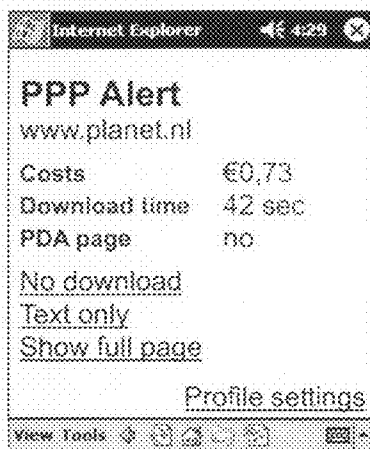 Internet Explorer 4:29
PPP Alert
www.planet.nl
Costs €0,73
Download time 42 sec
PDA page no
No download
Text only
Show full page
Profile settings
View Tools